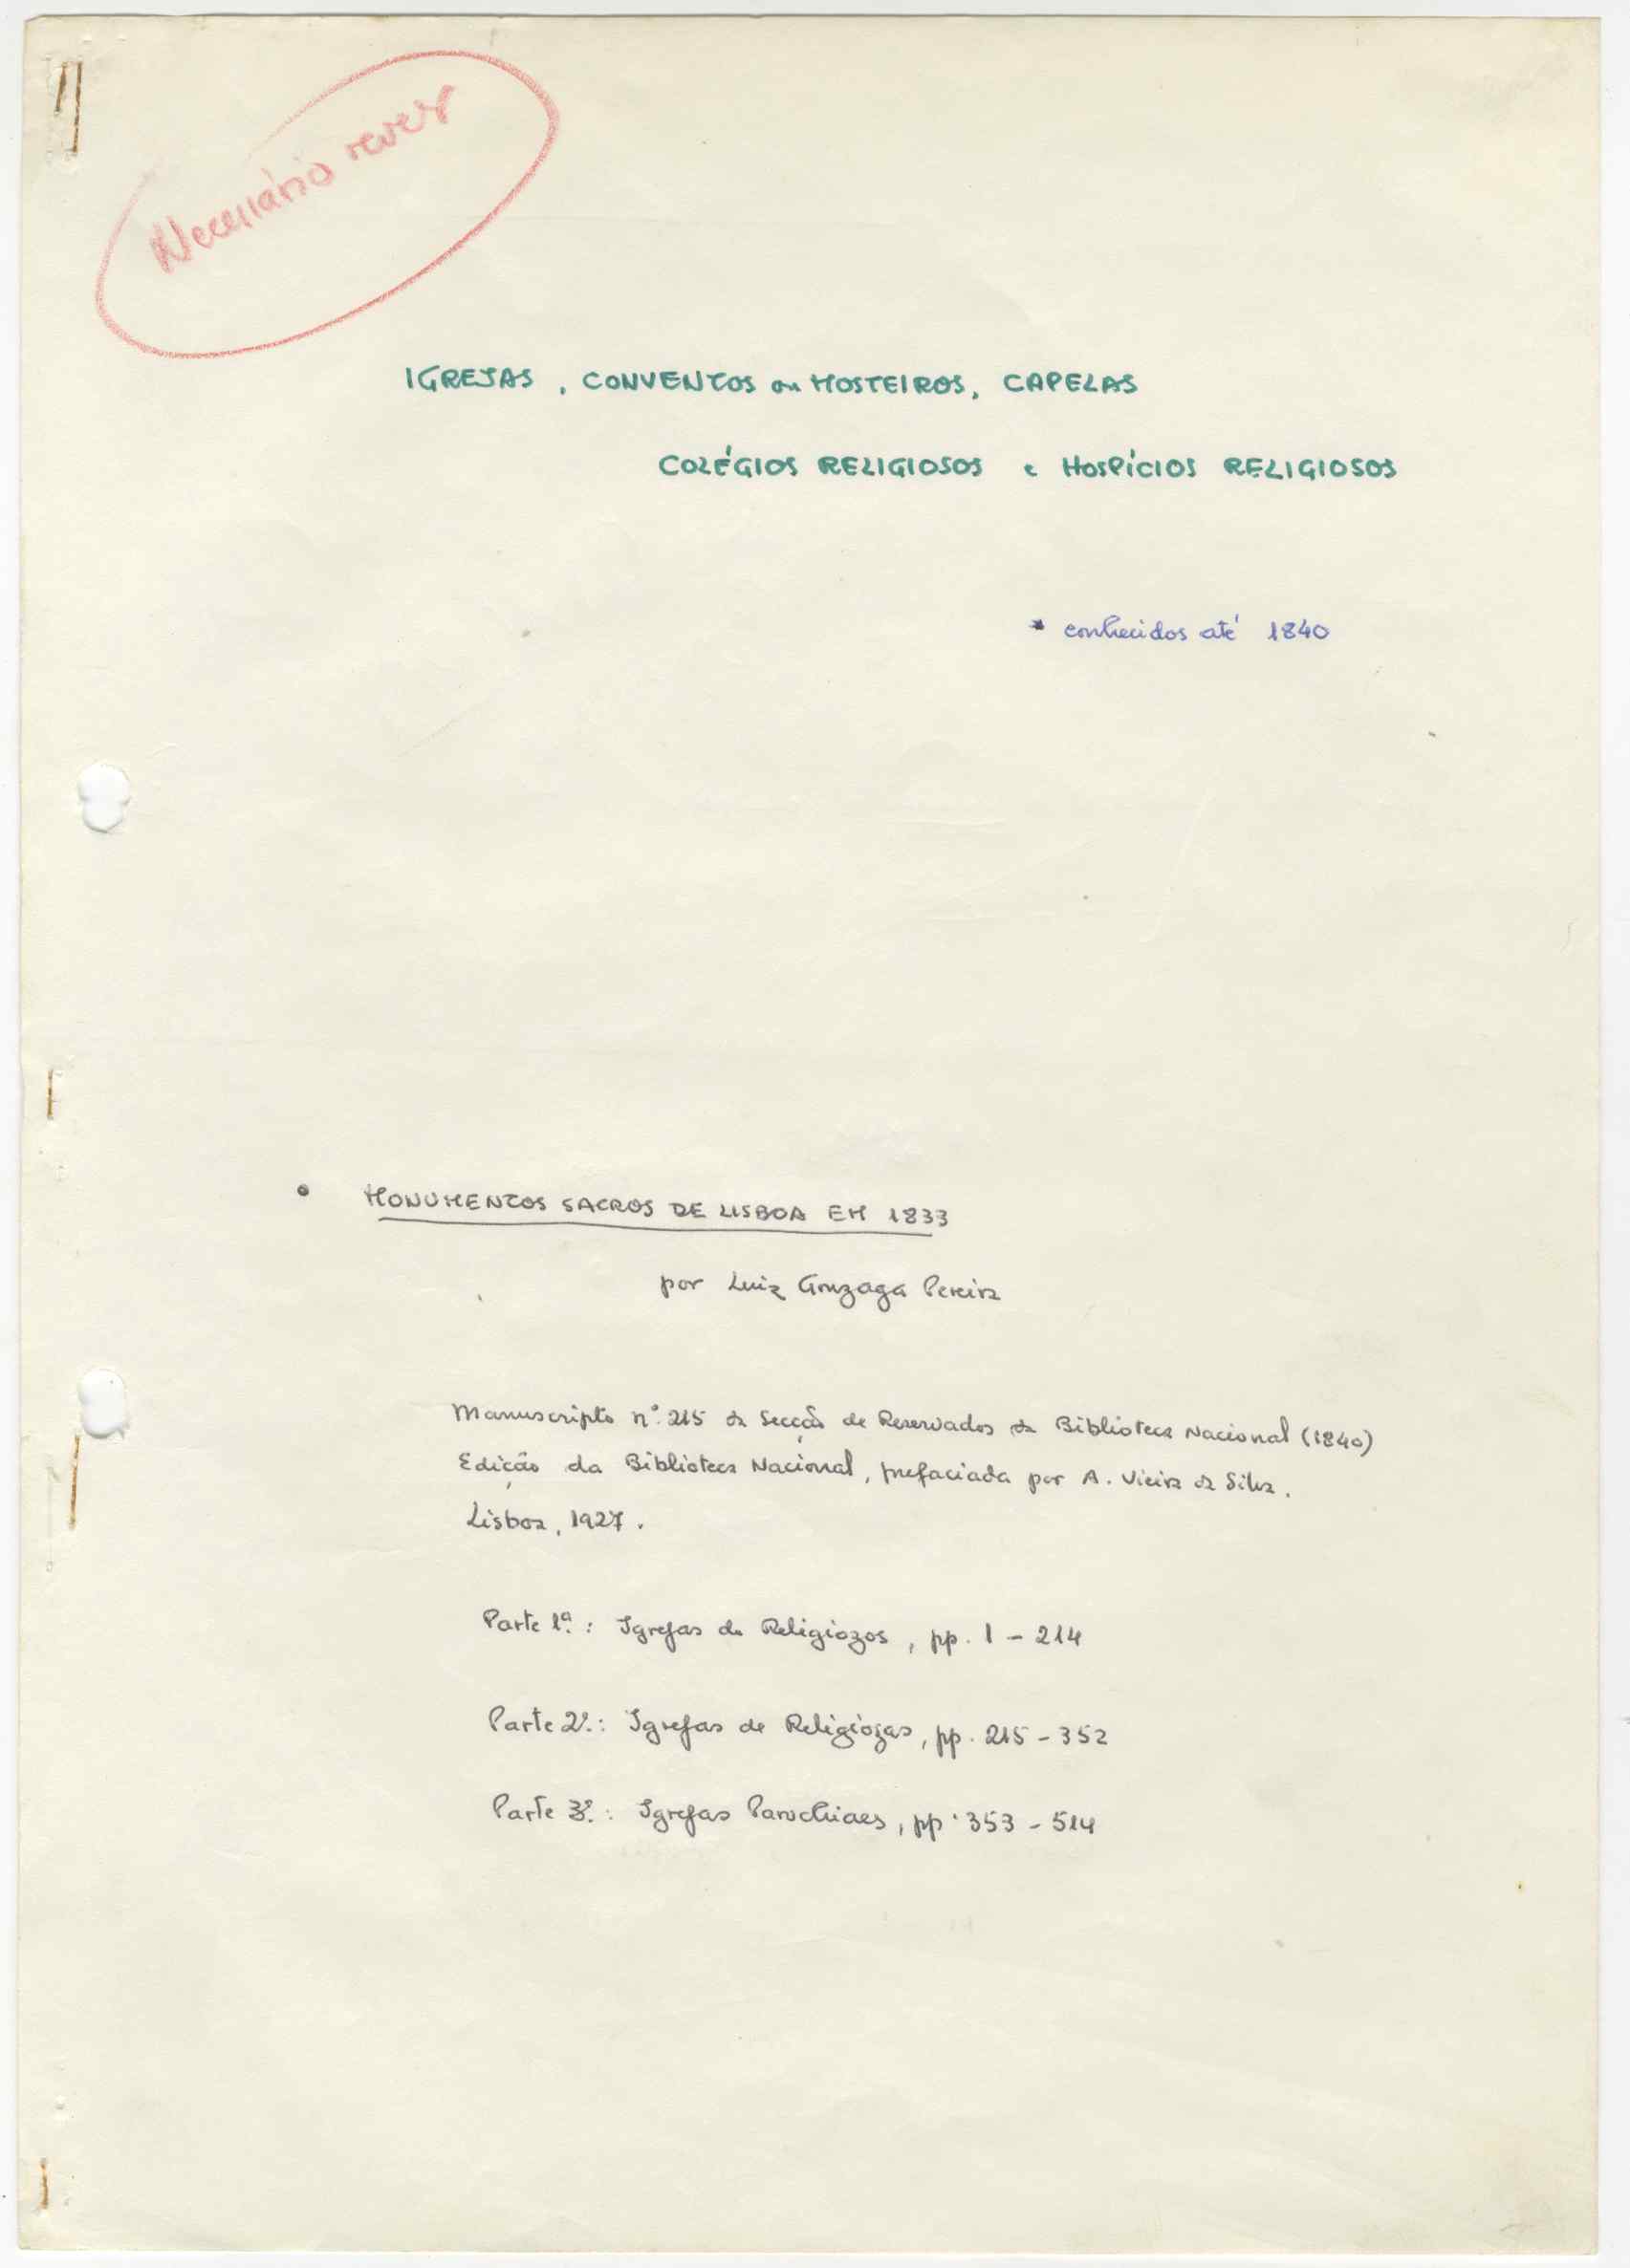 Necessário rever
IGREJAS, CONVENTOS ou MOSTEIROS, CAPELAS
COLÉGIOS RELIGIOSOS e HOSPÍCIOS RELIGIOSOS
* conhecidos até 1840
• MONUMENTOS SACROS DE LISBOA EM 1833
por Luiz Gonzaga Pereira
Manuscripto nº. 215 da Secção de Reservados da Biblioteca Nacional (1840)
Edição da Biblioteca Nacional, prefaciada por A. Vieira da Silva.
Lisboa, 1927.
Parte 1ª.: Igrejas de Religiozos, pp. 1 - 214
Parte 2ª.: Igrejas de Religiozas, pp. 215 - 352
Parte 3ª.: Igrejas Parochiaes, pp. 353 - 514